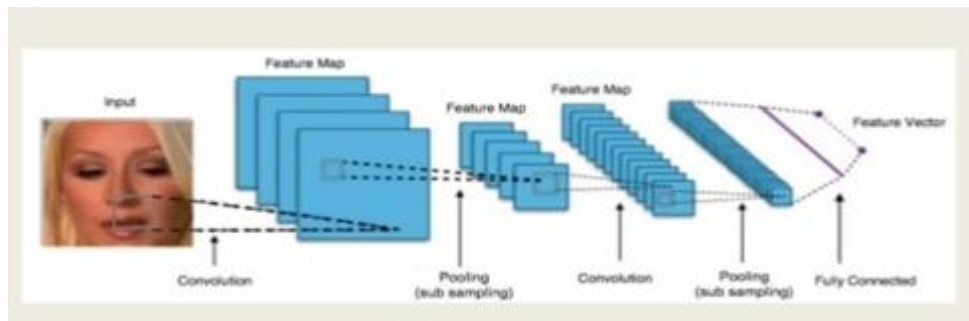 Input
Feature Map
Feature Map
Feature Map
Feature Vector
Convolution
Pooling
(sub sampling)
Convolution
Pooling
(sub sampling)
Fully Connected